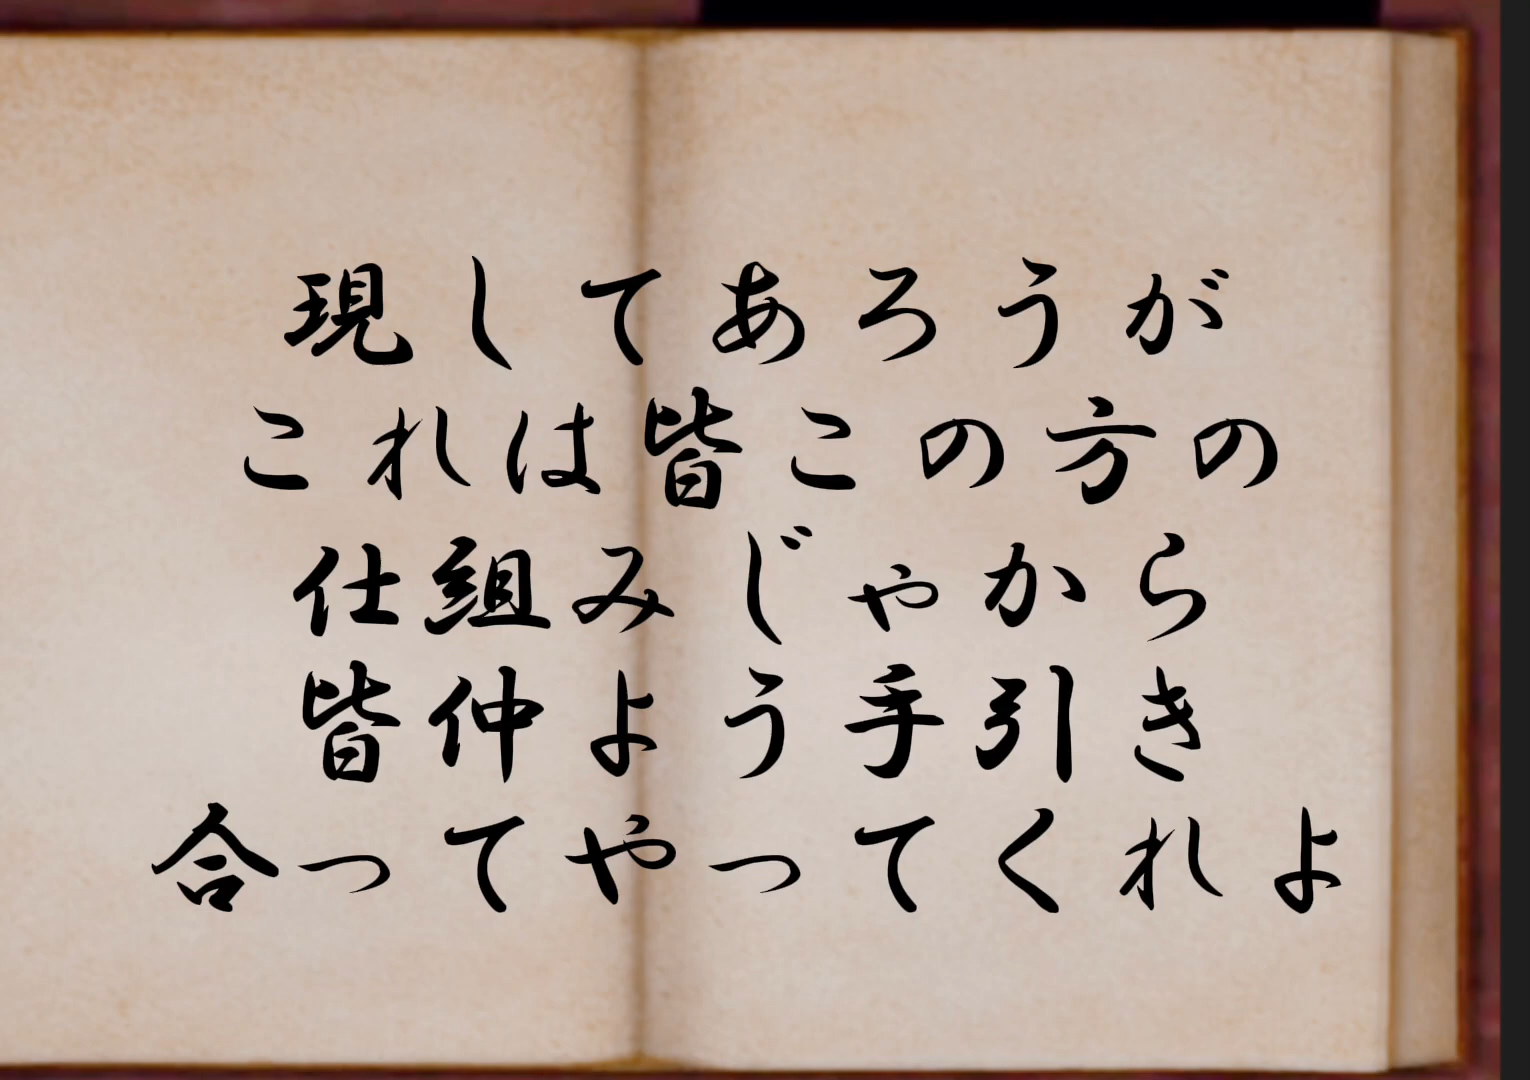 現してあろうが
これは皆この方の
仕組みじゃから
皆仲よう手引き
合ってやってくれよ